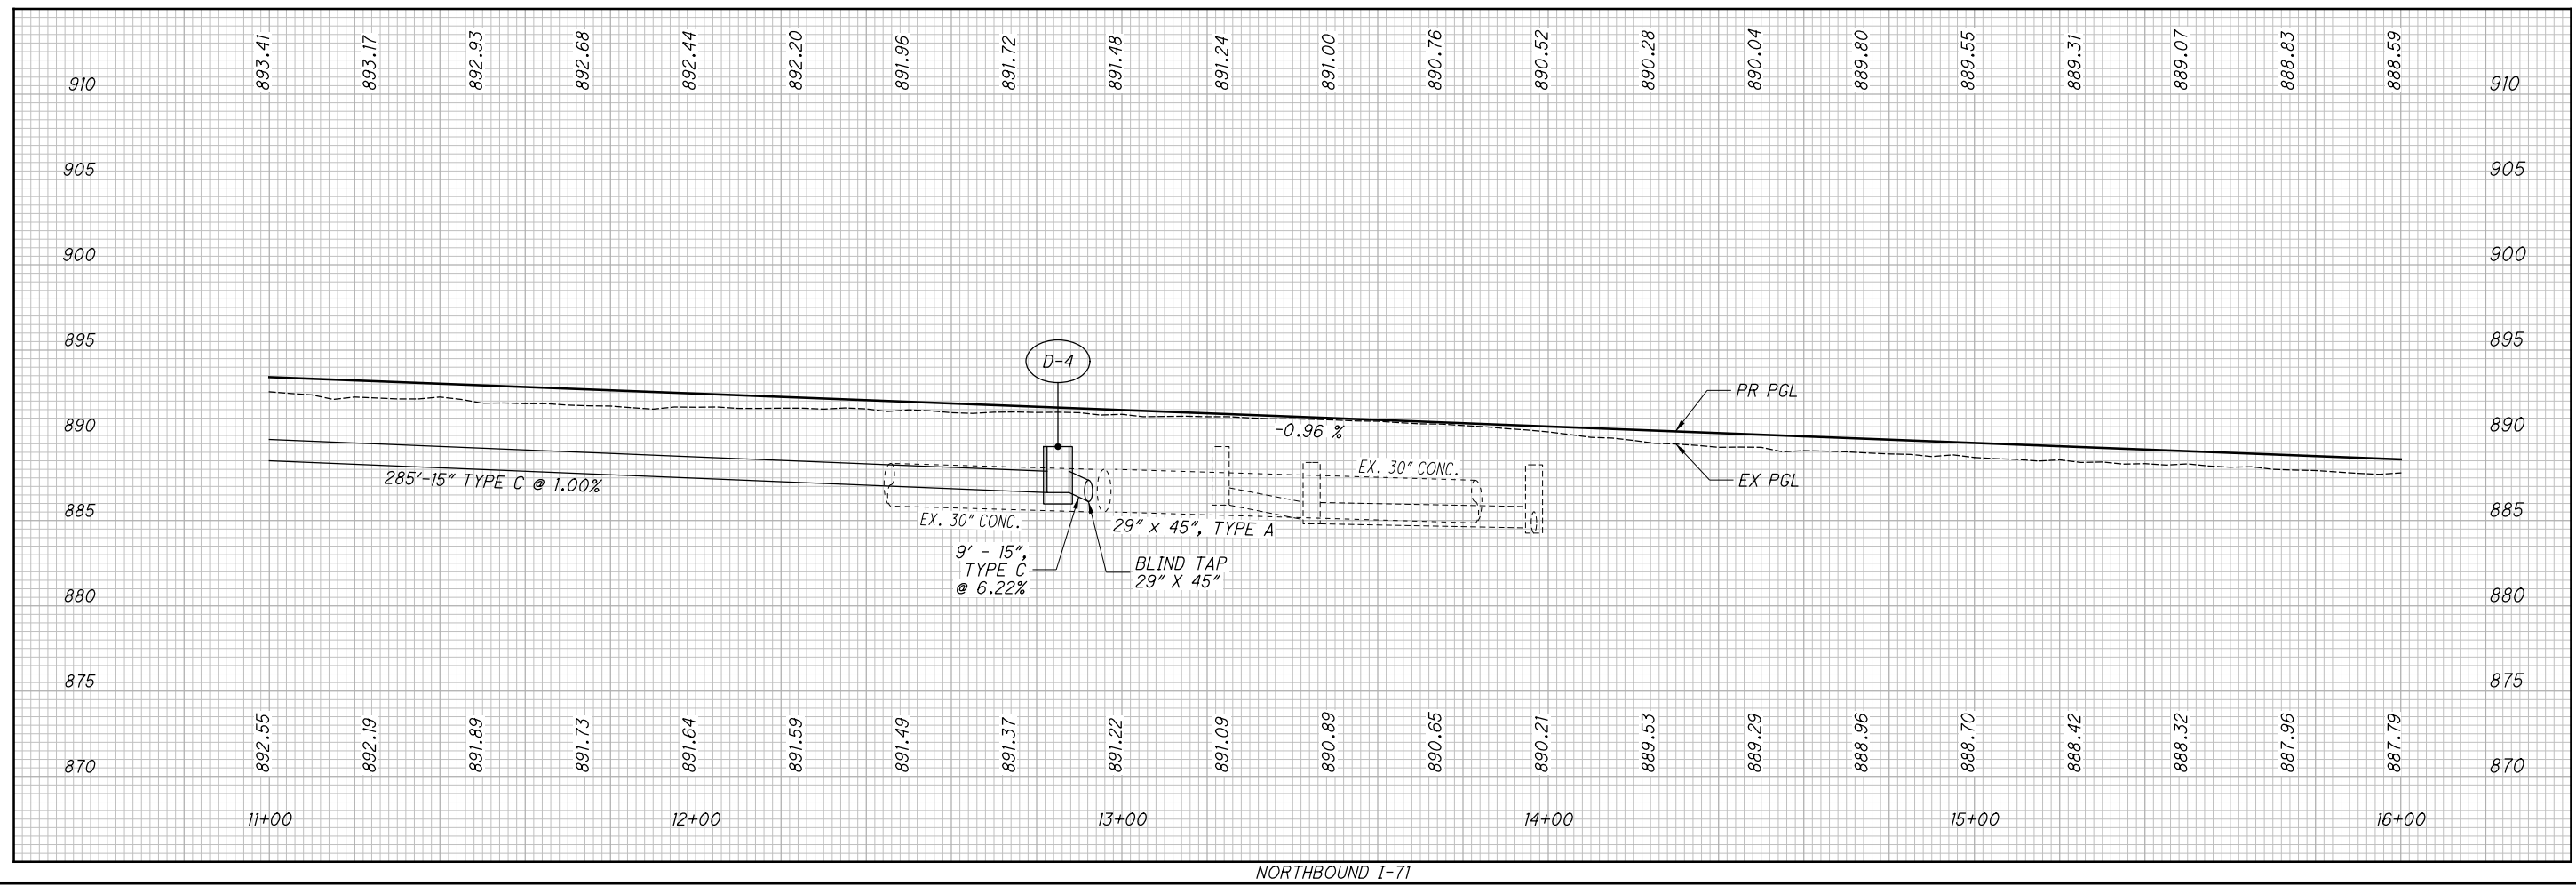 893.41 893.17 892.93 892.68 892.44 892.20 891.96 891.72 891.48 891.24 891.00 890.76 890.52 890.28 890.04 889.80 889.55 889.31 889.07 888.83 888.59
910 910
905 905
900 900
895 895
D-4
PR PGL
890 890
-0.96 %
EX. 30" CONC.
285'-15" TYPE C @ 1.00%
EX PGL
885 885
EX. 30" CONC.
29" X 45", TYPE A
9' - 15",
TYPE C
@ 6.22%
BLIND TAP
29" X 45"
880 880
875 875
892.55 892.19 891.89 891.73 891.64 891.59 891.49 891.37 891.22 891.09 890.89 890.65 890.21 889.53 889.29 888.96 888.70 888.42 888.32 887.96 887.79
870 870
11+00 12+00 13+00 14+00 15+00 16+00
NORTHBOUND I-71